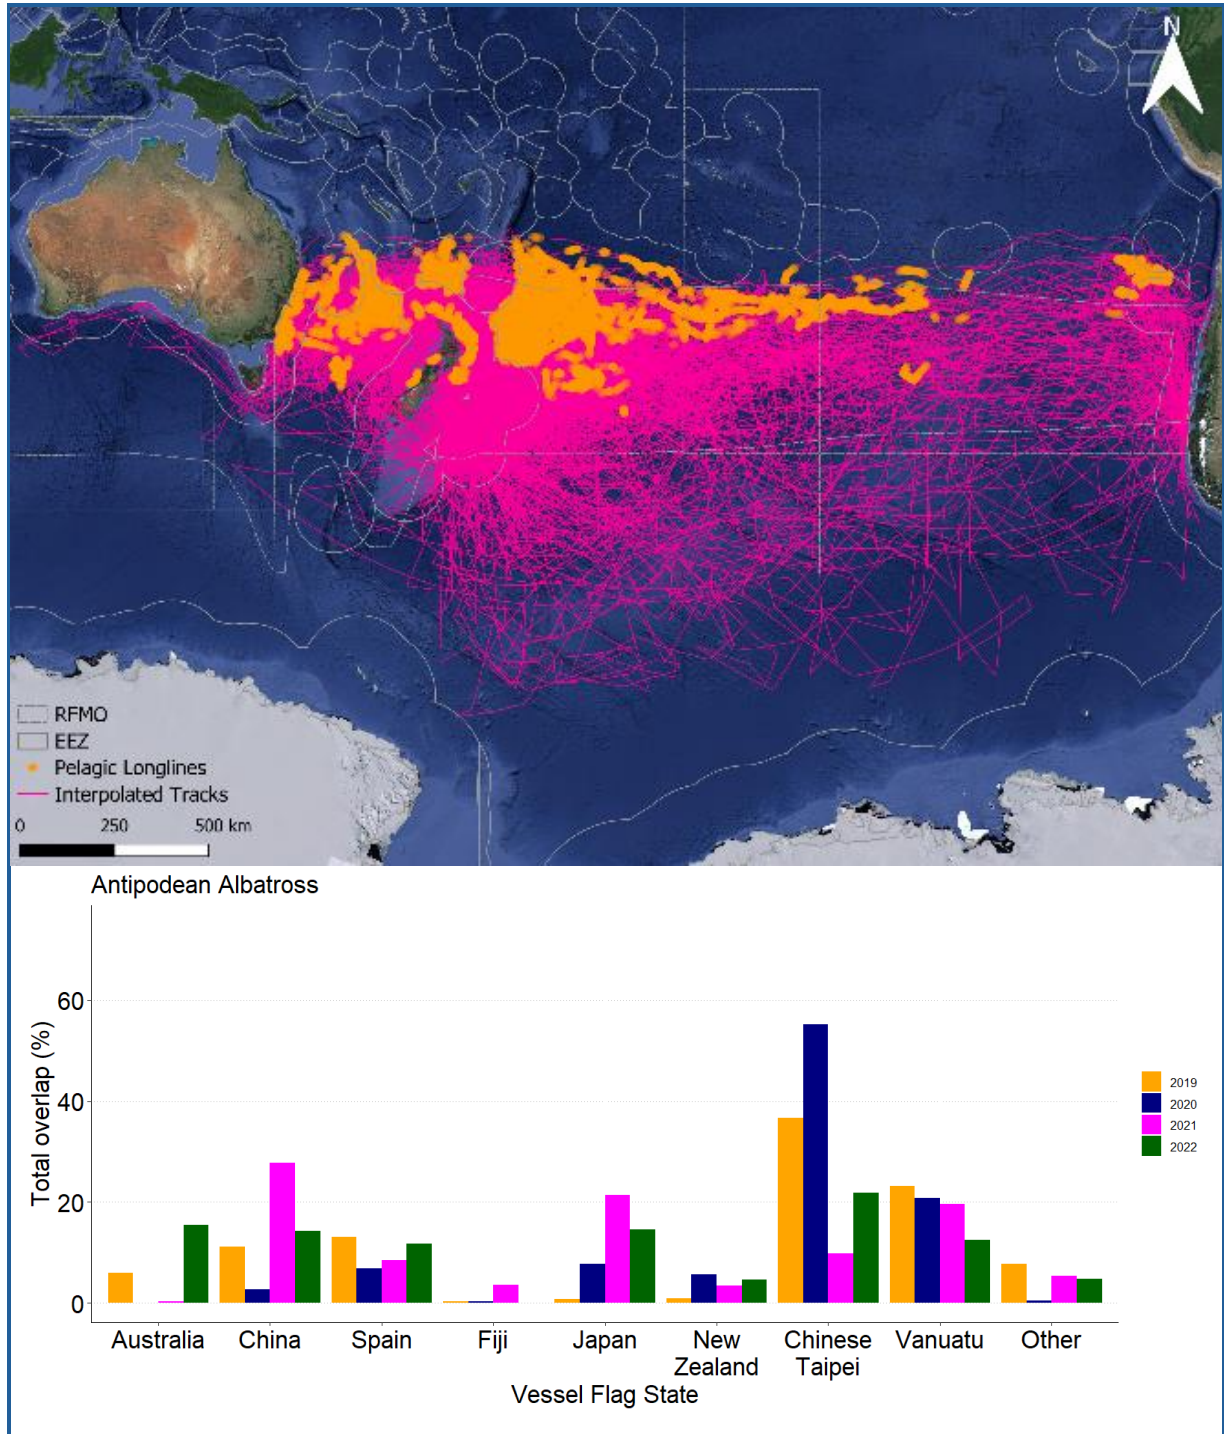 N
RFMO
EEZ
Pelagic Longlines
Interpolated Tracks
0 250 500 km
Antipodean Albatross
Total overlap (%)
60
40
20
0
2019
2020
2021
2022
Australia China Spain Fiji Japan New Zealand Chinese Taipei Vanuatu Other
Vessel Flag State